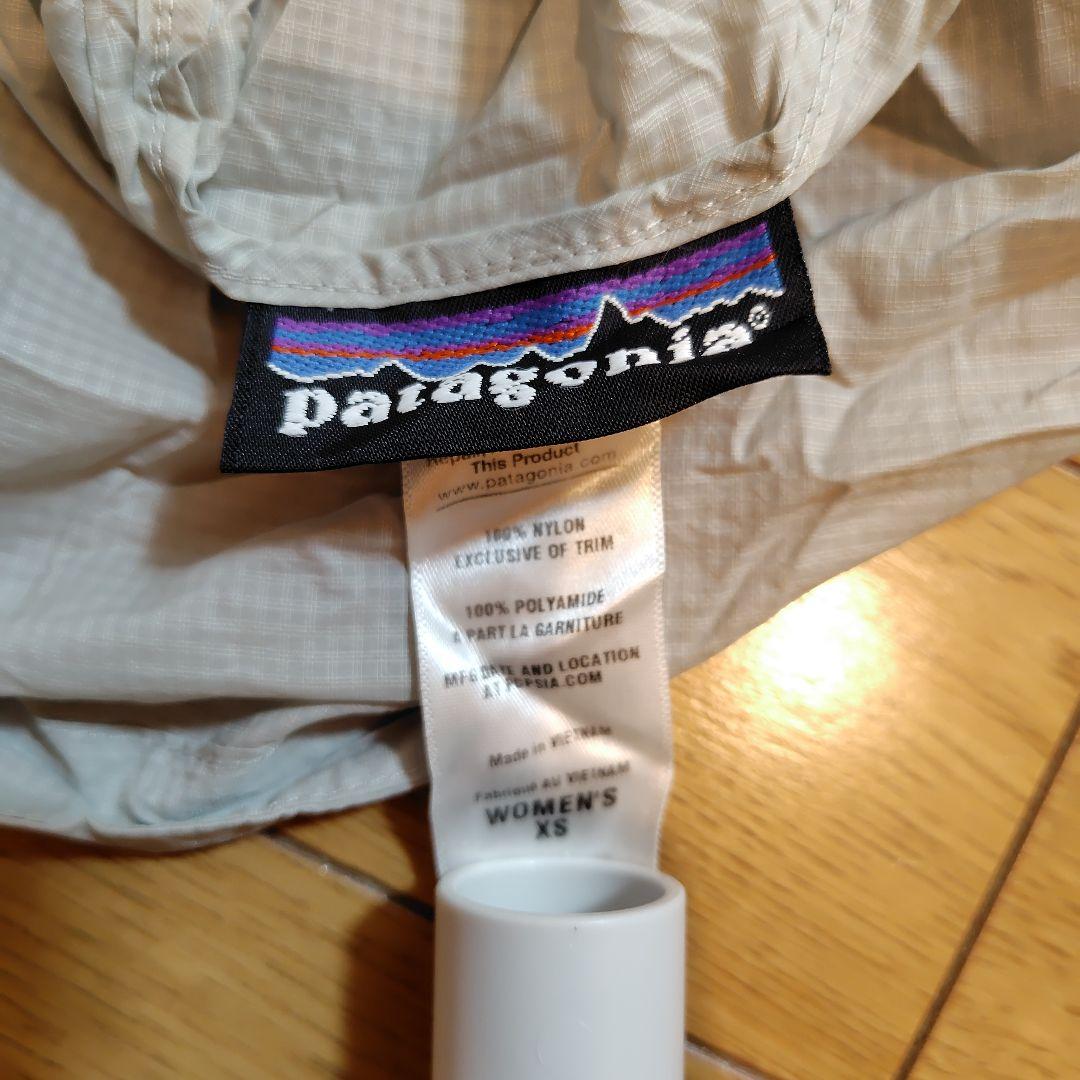 patagonia®
This Product
www.patagonia.com
100% NYLON
EXCLUSIVE OF TRIM
100% POLYAMIDE
À PART LA GARNITURE
MFG DATE AND LOCATION
AT PCPSIA.COM
Made in VIETNAM
Fabriqué AU VIETNAM
WOMEN'S
XS